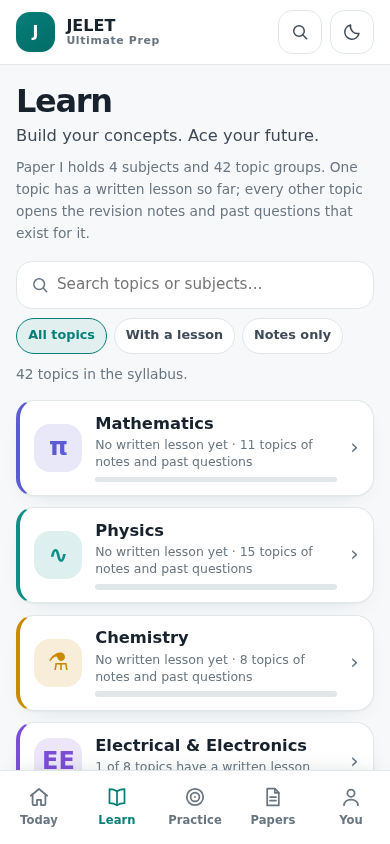 J
JELET
Ultimate Prep
Learn
Build your concepts. Ace your future.
Paper I holds 4 subjects and 42 topic groups. One
topic has a written lesson so far; every other topic
opens the revision notes and past questions that
exist for it.
Search topics or subjects…
All topics
With a lesson
Notes only
42 topics in the syllabus.
π
Mathematics
No written lesson yet · 11 topics of
notes and past questions
∿
Physics
No written lesson yet · 15 topics of
notes and past questions
⚗
Chemistry
No written lesson yet · 8 topics of
notes and past questions
EE
Electrical & Electronics
1 of 8 topics have a written lesson
Today
Learn
Practice
Papers
You